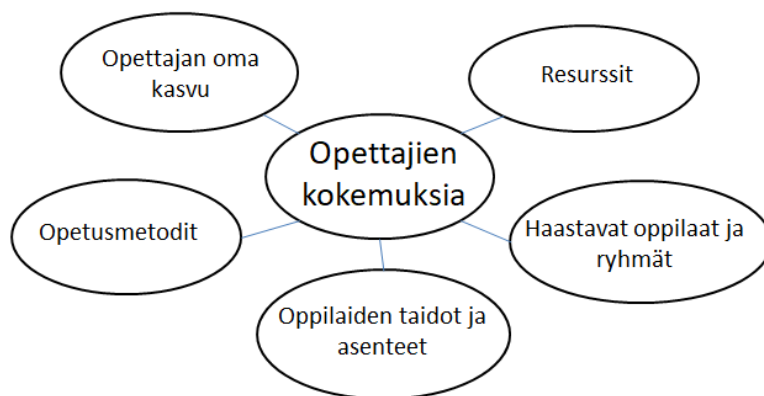 Opettajan oma
kasvu
Resurssit
Opettajien
kokemuksia
Opetusmetodit
Haastavat oppilaat ja
ryhmät
Oppilaiden taidot ja
asenteet